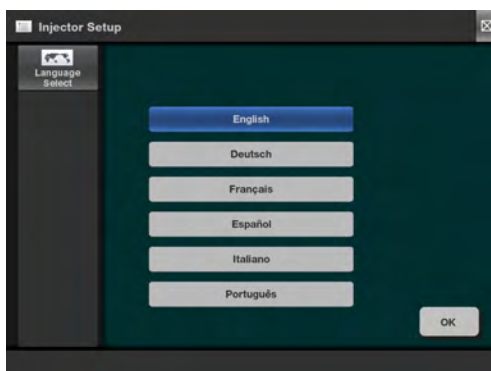 Injector Setup
Language
Select
English
Deutsch
Français
Español
Italiano
Português
OK